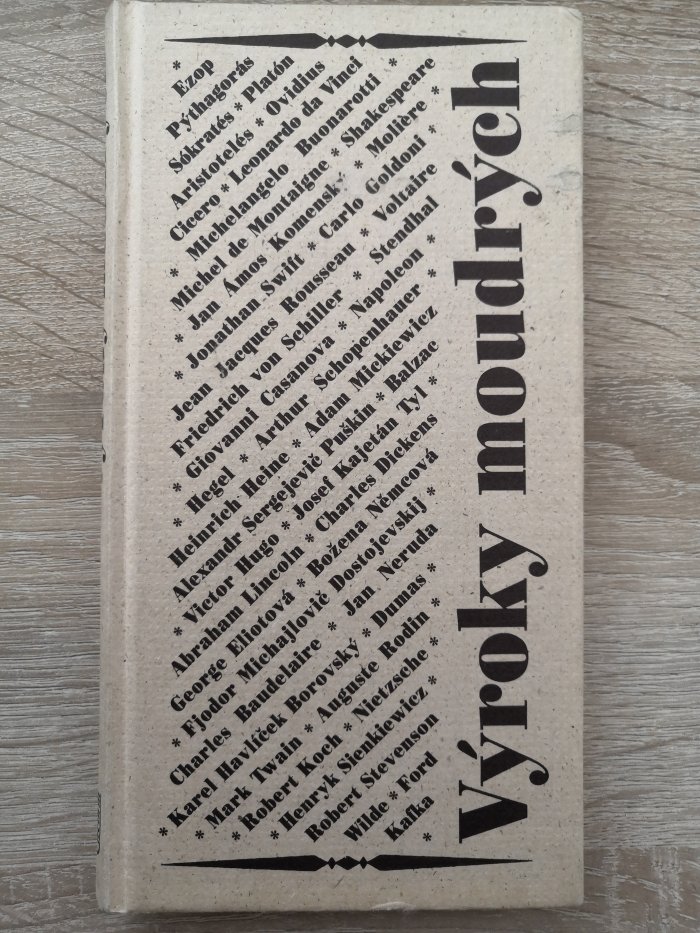 * Ezop
Pýthagorás
Sókratés * Platón
Aristotelés * Ovidius
Cicero * Leonardo da Vinci
* Michelangelo Buonarotti *
Michel de Montaigne * Shakespeare
* Jan Ámos Komenský * Molière *
* Jonathan Swift * Carlo Goldoni *
Jean Jacques Rousseau * Voltaire
Friedrich von Schiller * Stendhal
* Giovanni Casanova * Napoleon *
* Hegel * Arthur Schopenhauer *
Heinrich Heine * Adam Mickiewicz
Alexandr Sergejevič Puškin * Balzac
* Victor Hugo * Josef Kajetán Tyl *
Abraham Lincoln * Charles Dickens
George Eliotová * Božena Němcová
* Fjodor Michajlovič Dostojevskij *
Charles Baudelaire * Jan Neruda
* Karel Havlíček Borovský * Dumas *
* Mark Twain * Auguste Rodin *
* Robert Koch * Nietzsche *
* Henryk Sienkiewicz *
Robert Stevenson
Wilde * Ford
Kafka *
Výroky moudrých